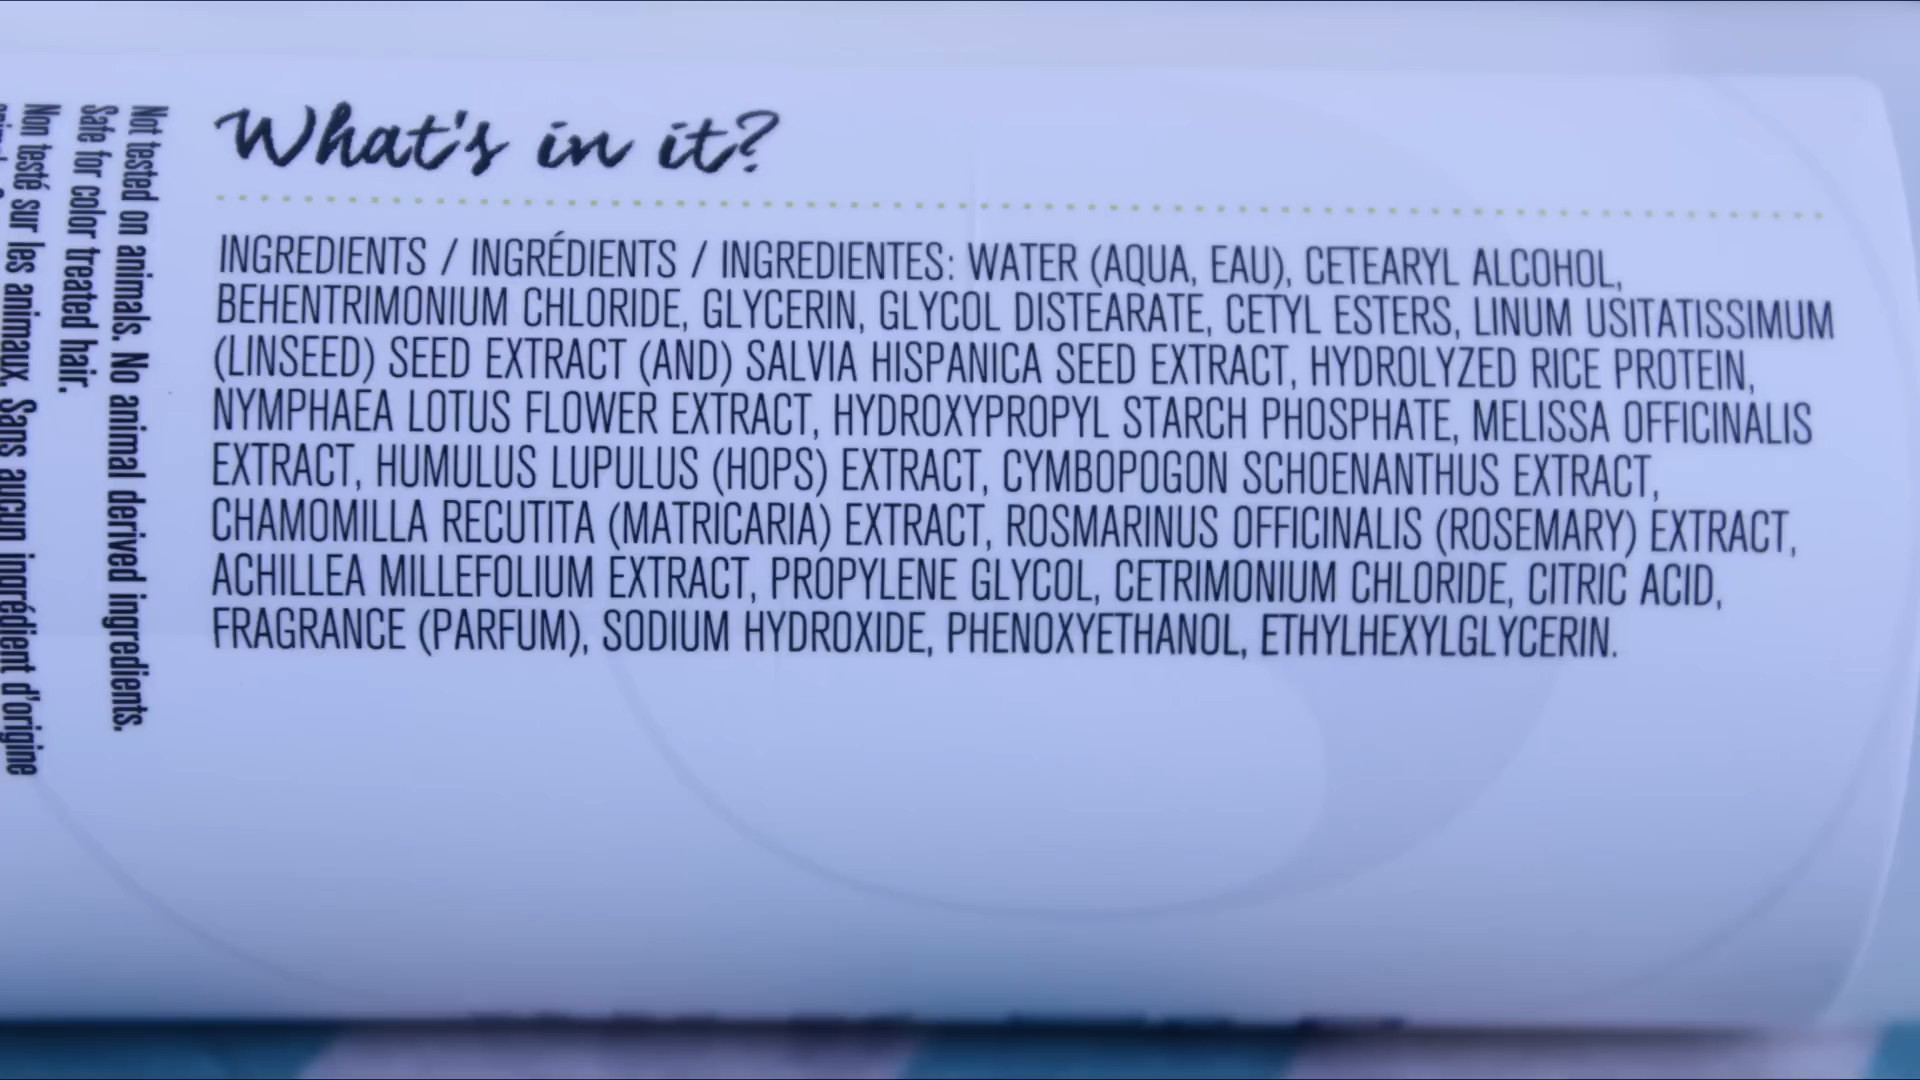 What's in it?
INGREDIENTS / INGRÉDIENTS / INGREDIENTES: WATER (AQUA, EAU), CETEARYL ALCOHOL,
BEHENTRIMONIUM CHLORIDE, GLYCERIN, GLYCOL DISTEARATE, CETYL ESTERS, LINUM USITATISSIMUM
(LINSEED) SEED EXTRACT (AND) SALVIA HISPANICA SEED EXTRACT, HYDROLYZED RICE PROTEIN,
NYMPHAEA LOTUS FLOWER EXTRACT, HYDROXYPROPYL STARCH PHOSPHATE, MELISSA OFFICINALIS
EXTRACT, HUMULUS LUPULUS (HOPS) EXTRACT, CYMBOPOGON SCHOENANTHUS EXTRACT,
CHAMOMILLA RECUTITA (MATRICARIA) EXTRACT, ROSMARINUS OFFICINALIS (ROSEMARY) EXTRACT,
ACHILLEA MILLEFOLIUM EXTRACT, PROPYLENE GLYCOL, CETRIMONIUM CHLORIDE, CITRIC ACID,
FRAGRANCE (PARFUM), SODIUM HYDROXIDE, PHENOXYETHANOL, ETHYLHEXYLGLYCERIN.
Not tested on animals. No animal derived ingredients.
Safe for color treated hair.
Non testé sur les animaux. Sans aucun ingrédient d'origine